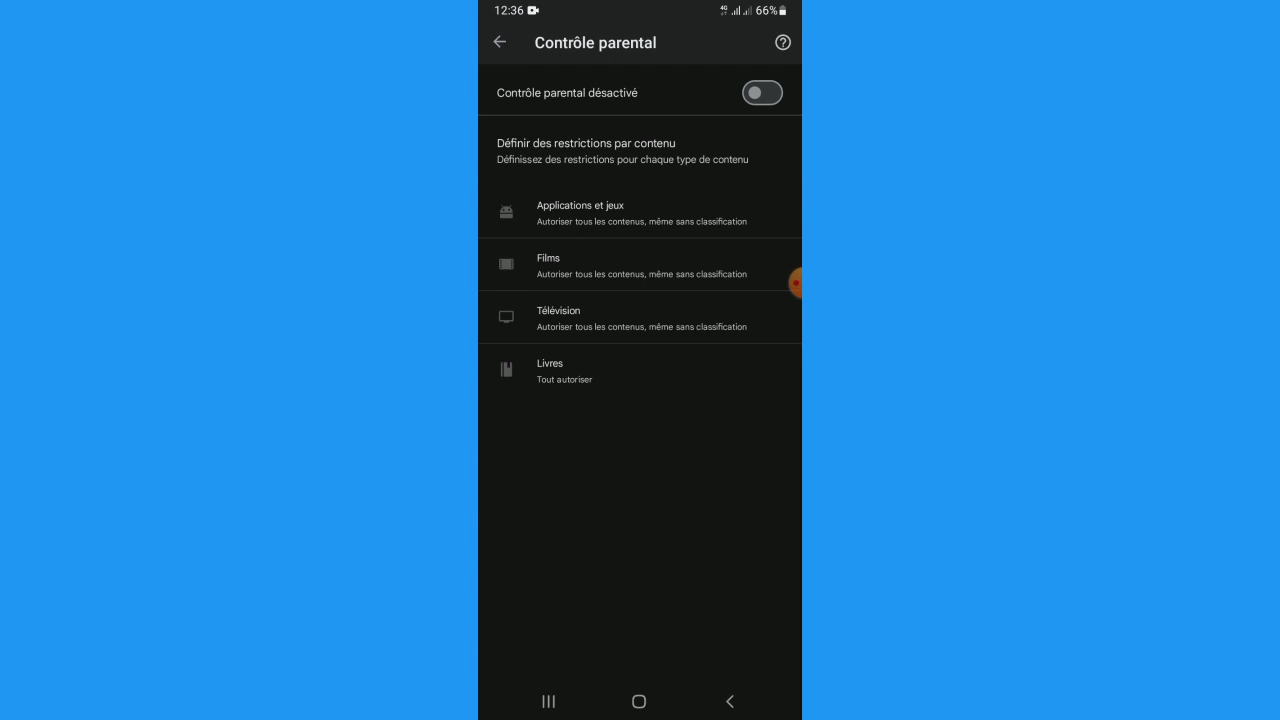 12:36
4G 66%
Contrôle parental
Contrôle parental désactivé
Définir des restrictions par contenu
Définissez des restrictions pour chaque type de contenu
Applications et jeux
Autoriser tous les contenus, même sans classification
Films
Autoriser tous les contenus, même sans classification
Télévision
Autoriser tous les contenus, même sans classification
Livres
Tout autoriser